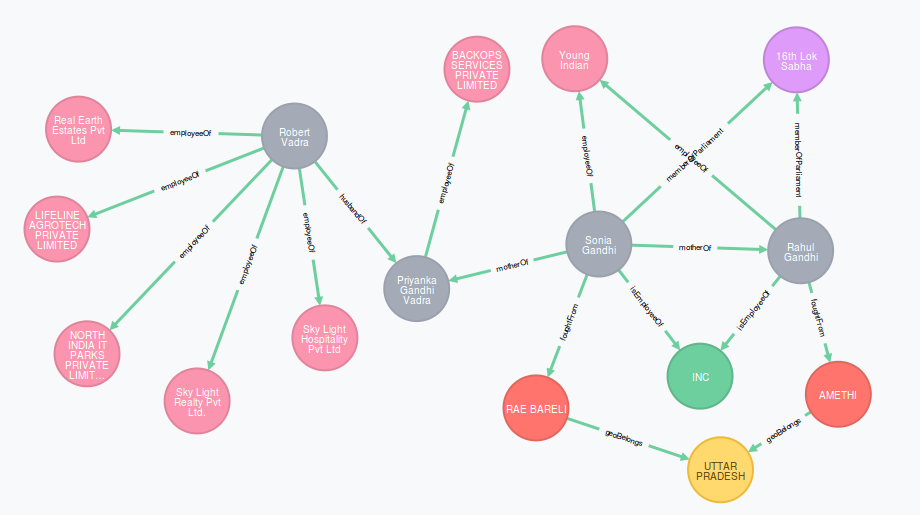 BACKOPS
SERVICES
PRIVATE
LIMITED
Young
Indian
16th Lok
Sabha
Real Earth
Estates Pvt
Ltd
employeeOf
Robert
Vadra
employeeOf
employeeOf
employeeOf
memberOfParliament
memberOfParliament
employeeOf
LIFELINE
AGROTECH
PRIVATE
LIMITED
employeeOf
employeeOf
employeeOf
husbandOf
employeeOf
Sonia
Gandhi
motherOf
Rahul
Gandhi
motherOf
Priyanka
Gandhi
Vadra
NORTH
INDIA IT
PARKS
PRIVATE
LIMIT...
Sky Light
Hospitality
Pvt Ltd
foughtFrom
isEmployeeOf
isEmployeeOf
foughtFrom
Sky Light
Realty Pvt
Ltd.
RAE BARELI
INC
AMETHI
geoBelongs
geoBelongs
UTTAR
PRADESH